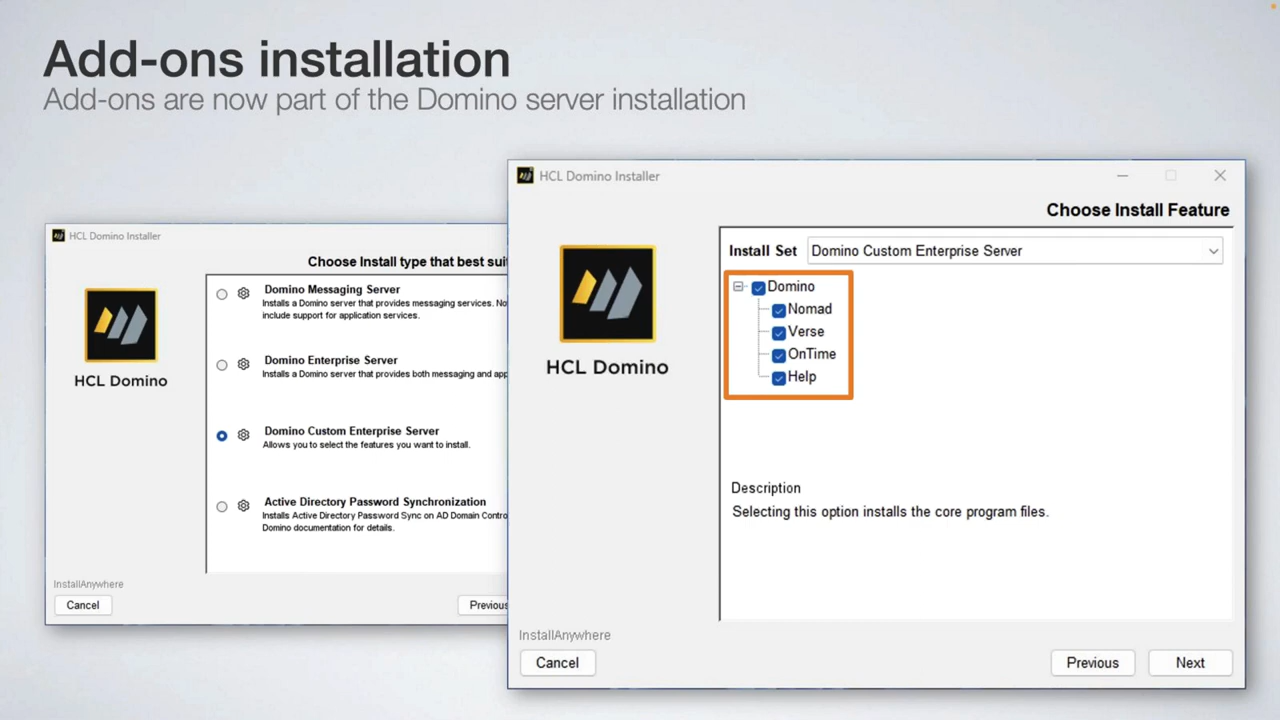 Add-ons installation
Add-ons are now part of the Domino server installation
HCL Domino Installer
Choose Install type that best sui
HCL Domino
Domino Messaging Server
Installs a Domino server that provides messaging services. No
include support for application services.
Domino Enterprise Server
Installs a Domino server that provides both messaging and app
Domino Custom Enterprise Server
Allows you to select the features you want to install.
Active Directory Password Synchronization
Installs Active Directory Password Sync on AD Domain Contro
Domino documentation for details.
InstallAnywhere
Cancel
Previous
HCL Domino Installer
Choose Install Feature
HCL Domino
Install Set
Domino Custom Enterprise Server
Domino
Nomad
Verse
OnTime
Help
Description
Selecting this option installs the core program files.
InstallAnywhere
Cancel
Previous
Next